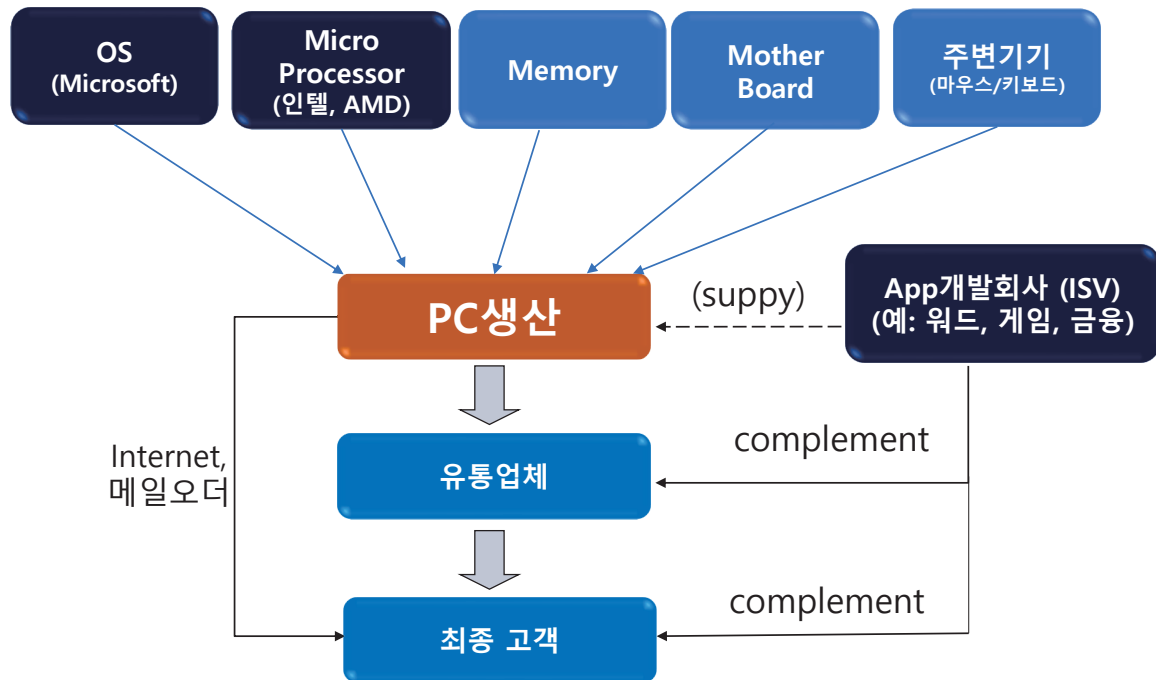 OS
(Microsoft)
Micro
Processor
(인텔, AMD)
Memory
Mother
Board
주변기기
(마우스/키보드)
PC생산
(suppy)
App개발회사 (ISV)
(예: 워드, 게임, 금융)
Internet,
메일오더
유통업체
complement
최종 고객
complement